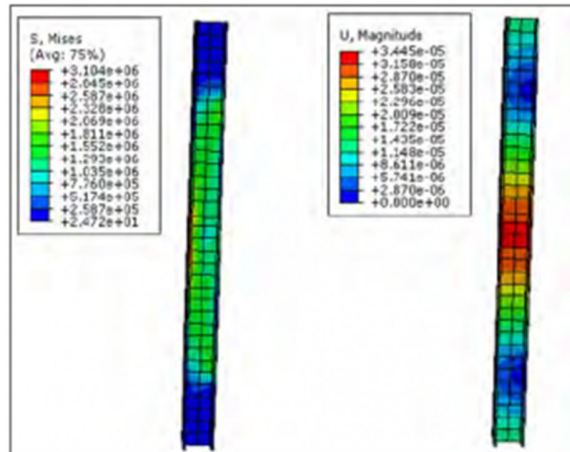 S, Mises
(Avg: 75%)
+3.104e+06
+2.845e+06
+2.587e+06
+2.328e+06
+2.069e+06
+1.811e+06
+1.552e+06
+1.293e+06
+1.035e+06
+7.760e+05
+5.174e+05
+2.587e+05
+2.472e+01
U, Magnitude
+3.445e-05
+3.158e-05
+2.870e-05
+2.583e-05
+2.296e-05
+2.009e-05
+1.722e-05
+1.435e-05
+1.148e-05
+8.611e-06
+5.741e-06
+2.870e-06
+0.000e+00